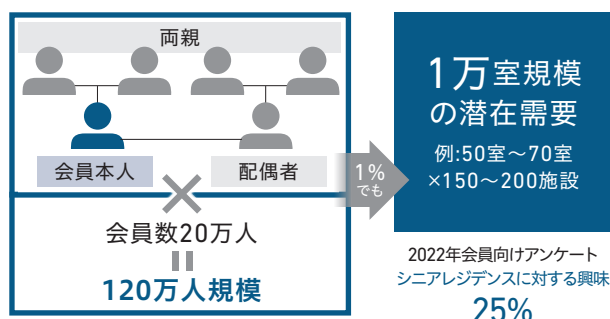 両親
会員本人
配偶者
会員数20万人
120万人規模
1%
でも
1万室規模
の潜在需要
例:50室～70室
×150～200施設
2022年会員向けアンケート
シニアレジデンスに対する興味
25%